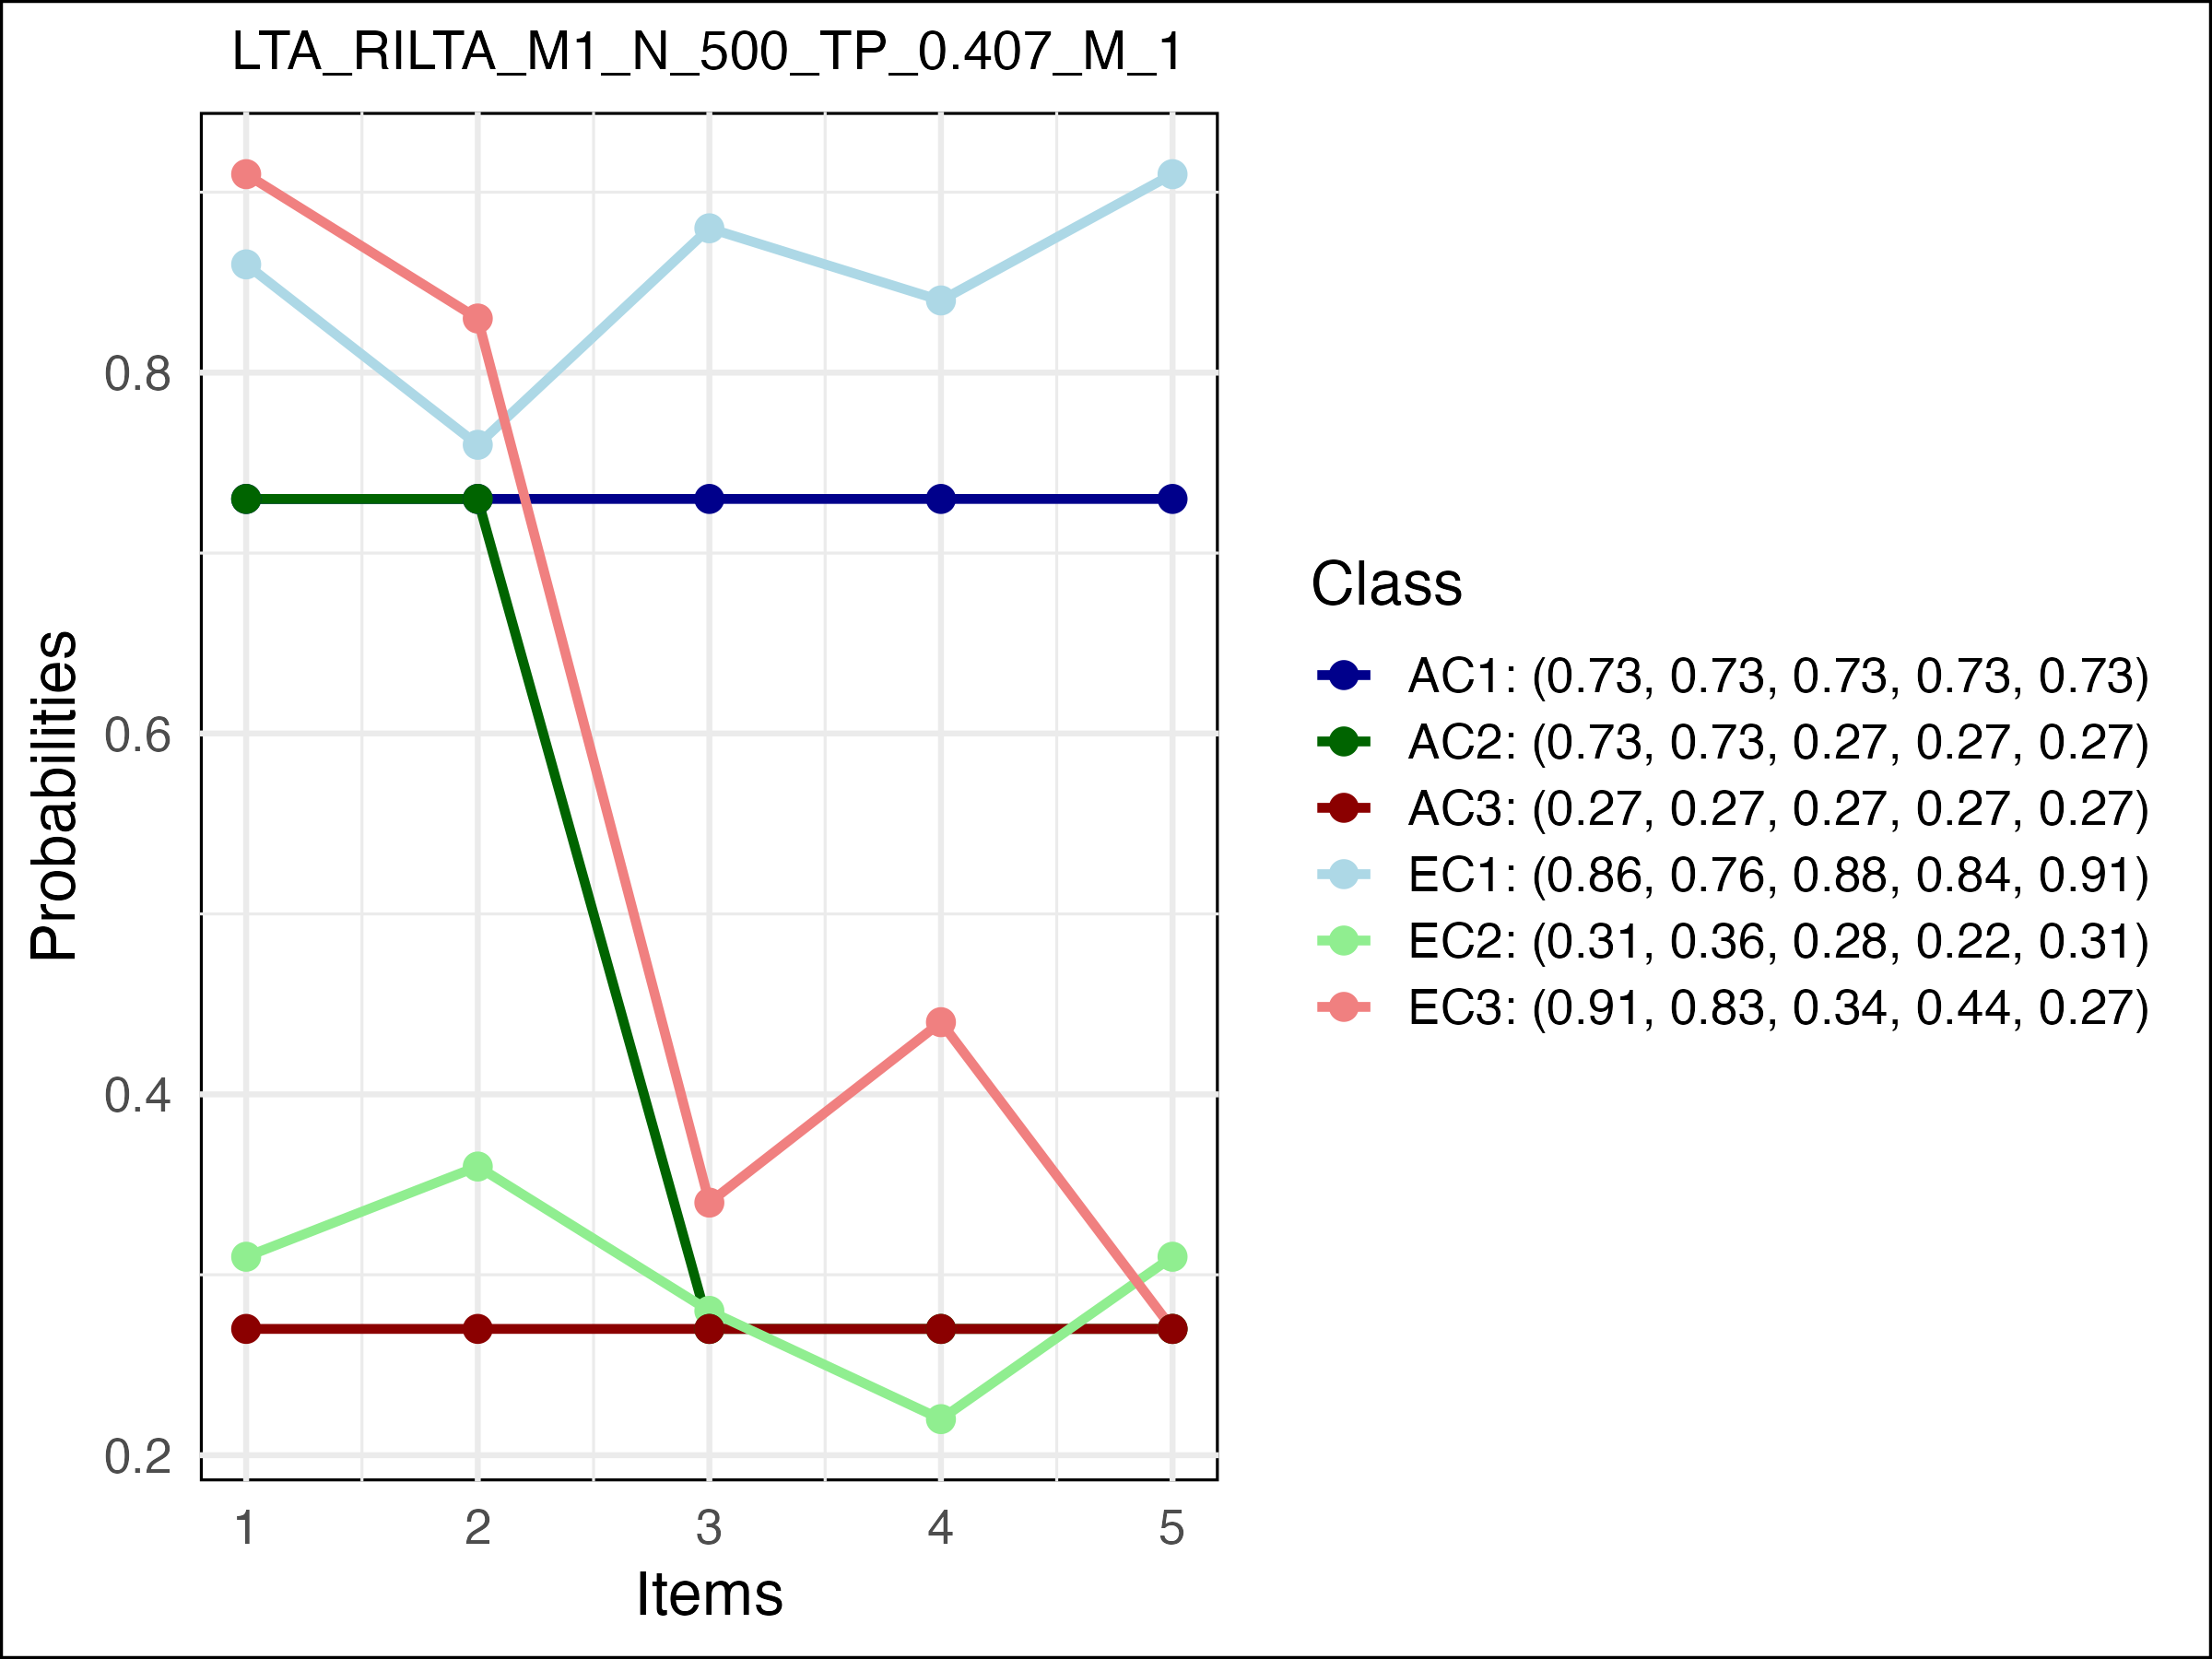 LTA_RILTA_M1_N_500_TP_0.407_M_1
Probabilities
0.8
0.6
0.4
0.2
1 2 3 4 5
Items
Class
AC1: (0.73, 0.73, 0.73, 0.73, 0.73)
AC2: (0.73, 0.73, 0.27, 0.27, 0.27)
AC3: (0.27, 0.27, 0.27, 0.27, 0.27)
EC1: (0.86, 0.76, 0.88, 0.84, 0.91)
EC2: (0.31, 0.36, 0.28, 0.22, 0.31)
EC3: (0.91, 0.83, 0.34, 0.44, 0.27)